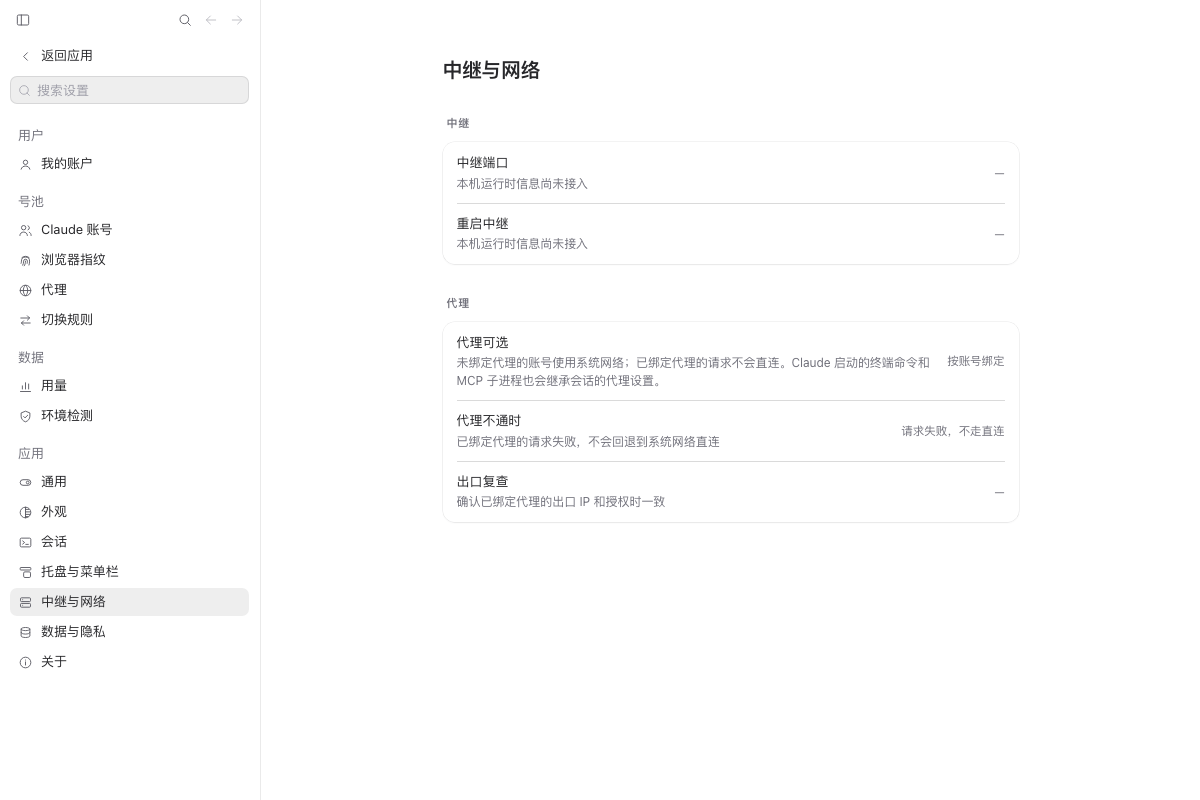 返回应用
搜索设置
用户
我的账户
号池
Claude 账号
浏览器指纹
代理
切换规则
数据
用量
环境检测
应用
通用
外观
会话
托盘与菜单栏
中继与网络
数据与隐私
关于
中继与网络
中继
中继端口
本机运行时信息尚未接入
—
重启中继
本机运行时信息尚未接入
—
代理
代理可选
未绑定代理的账号使用系统网络；已绑定代理的请求不会直连。Claude 启动的终端命令和
MCP 子进程也会继承会话的代理设置。
按账号绑定
代理不通时
已绑定代理的请求失败，不会回退到系统网络直连
请求失败，不走直连
出口复查
确认已绑定代理的出口 IP 和授权时一致
—